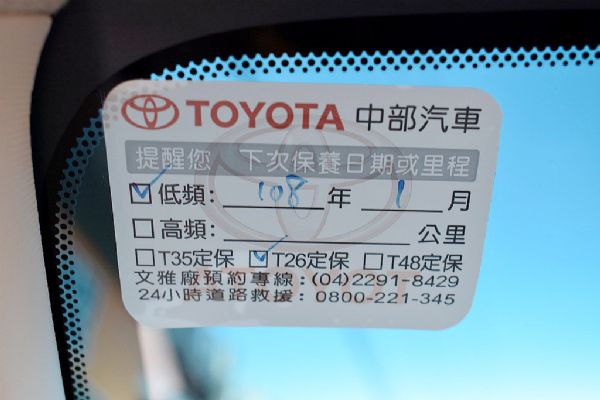 TOYOTA 中部汽車
提醒您 下次保養日期或里程
☑低頻: 108 年 1 月
☐高頻: 公里
☐T35定保 ☑T26定保 ☐T48定保
文雅廠預約專線:(04)2291-8429
24小時道路救援: 0800-221-345